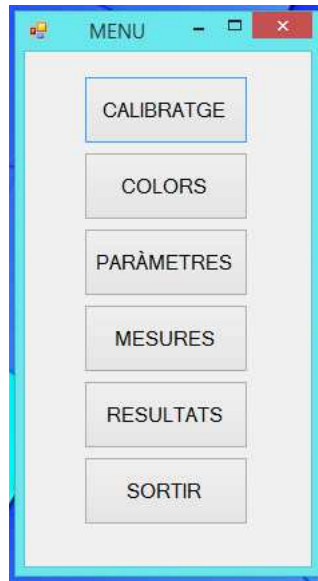 MENU
CALIBRATGE
COLORS
PARÀMETRES
MESURES
RESULTATS
SORTIR